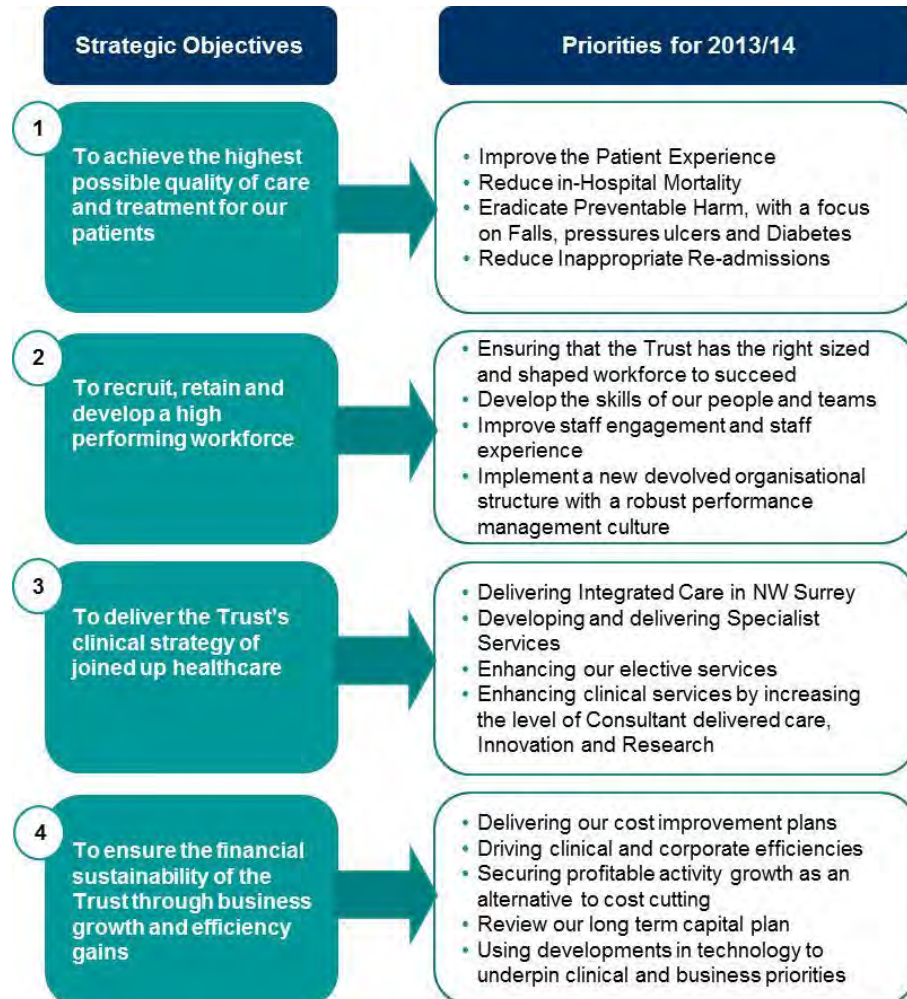 Strategic Objectives
Priorities for 2013/14
1
To achieve the highest
possible quality of care
and treatment for our
patients
• Improve the Patient Experience
• Reduce in-Hospital Mortality
• Eradicate Preventable Harm, with a focus
on Falls, pressures ulcers and Diabetes
• Reduce Inappropriate Re-admissions
2
To recruit, retain and
develop a high
performing workforce
• Ensuring that the Trust has the right sized
and shaped workforce to succeed
• Develop the skills of our people and teams
• Improve staff engagement and staff
experience
• Implement a new devolved organisational
structure with a robust performance
management culture
3
To deliver the Trust's
clinical strategy of
joined up healthcare
• Delivering Integrated Care in NW Surrey
• Developing and delivering Specialist
Services
• Enhancing our elective services
• Enhancing clinical services by increasing
the level of Consultant delivered care,
Innovation and Research
4
To ensure the financial
sustainability of the
Trust through business
growth and efficiency
gains
• Delivering our cost improvement plans
• Driving clinical and corporate efficiencies
• Securing profitable activity growth as an
alternative to cost cutting
• Review our long term capital plan
• Using developments in technology to
underpin clinical and business priorities